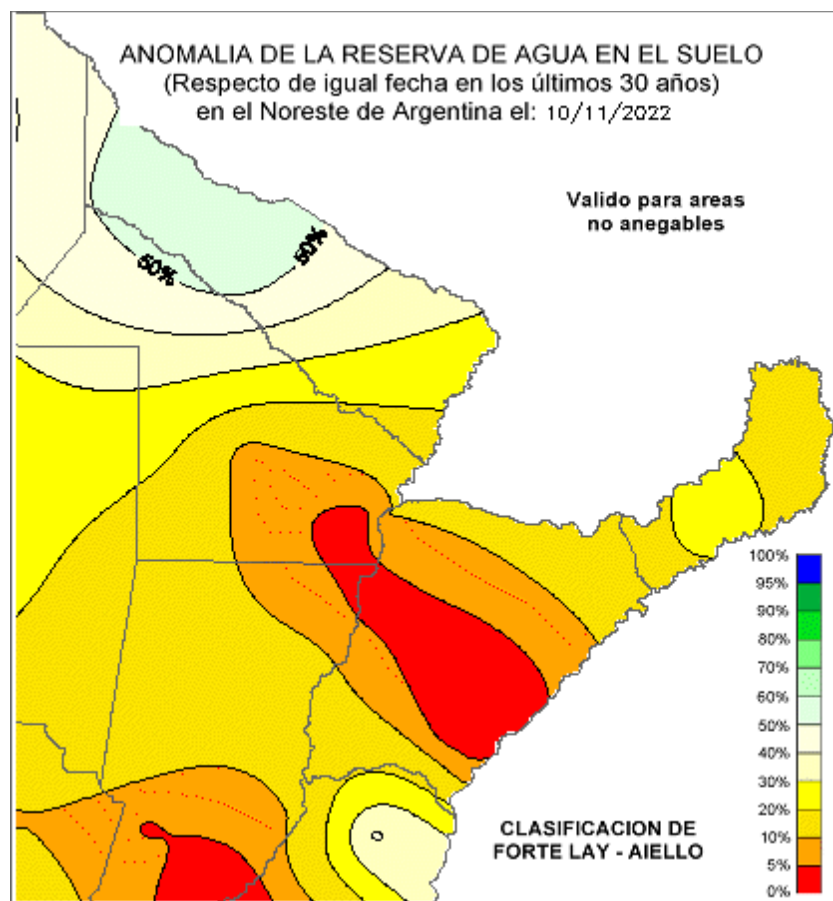 ANOMALIA DE LA RESERVA DE AGUA EN EL SUELO
(Respecto de igual fecha en los últimos 30 años)
en el Noreste de Argentina el: 10/11/2022
Valido para areas
no anegables
50%
50%
100%
95%
90%
80%
70%
60%
50%
40%
30%
20%
10%
5%
0%
CLASIFICACION DE
FORTE LAY - AIELLO